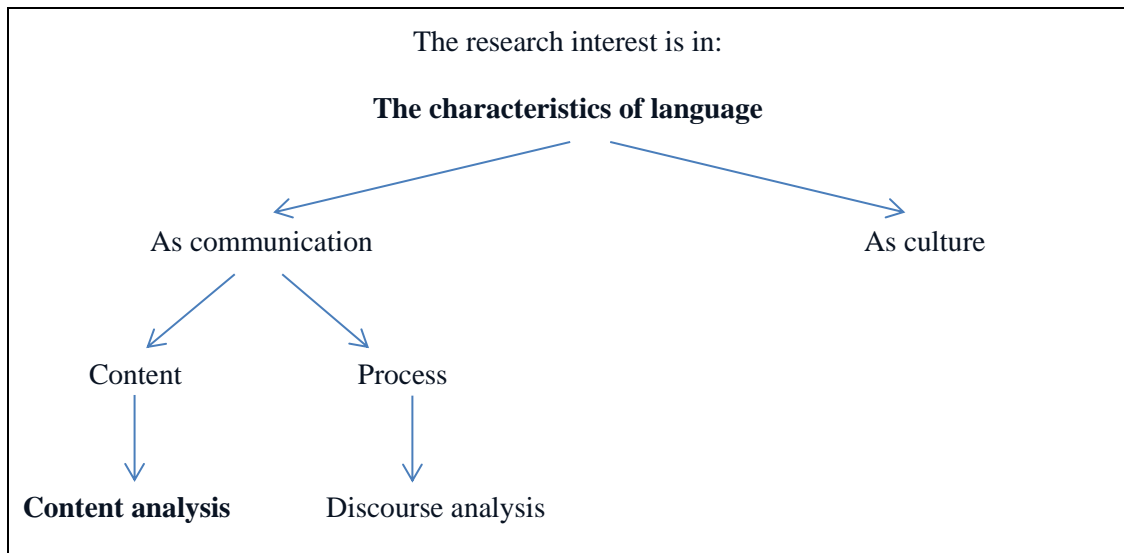 The research interest is in:
The characteristics of language
As communication
As culture
Content
Process
Content analysis
Discourse analysis